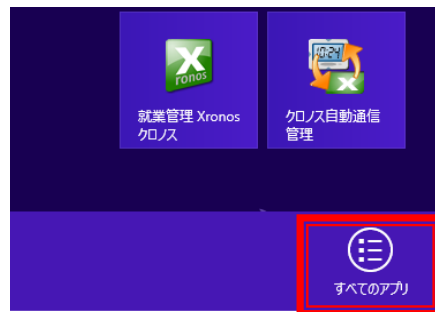 Xronos
10:24
X
就業管理 Xronos
クロノス
クロノス自動通信
管理
すべてのアプリ